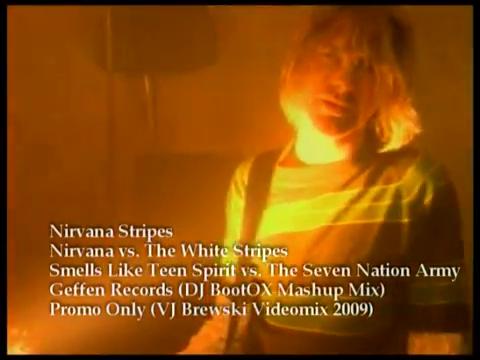 Nirvana Stripes
Nirvana vs. The White Stripes
Smells Like Teen Spirit vs. The Seven Nation Army
Geffen Records (DJ BootOX Mashup Mix)
Promo Only (VJ Brewski Videomix 2009)